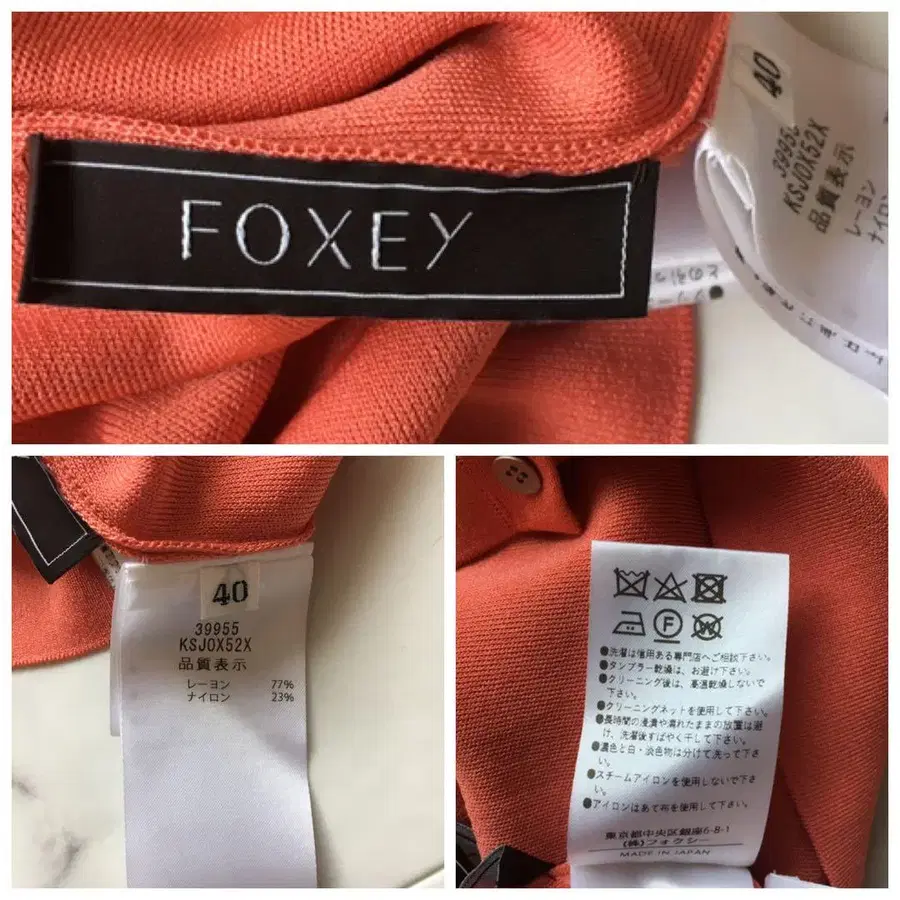 FOXEY
40
3995
KSJ0X52X
品質表示
レーヨン
ナイロン
40
39955
KSJ0X52X
品質表示
レーヨン 77%
ナイロン 23%
F
W
●洗濯は信用ある専門店へご相談下さい。
●タンブラー乾燥は、お避け下さい。
●クリーニング後は、高温乾燥しないで
下さい。
●クリーニングネットを使用して下さい。
●長時間の浸漬や濡れたままの放置は避
け、洗濯後すばやく干して下さい。
●濃色と白・淡色物は分けて洗って下さ
い。
●スチームアイロンを使用しないで下さ
い。
●アイロンはあて布を使用して下さい。
東京都中央区銀座6-8-1
(株)フォクシー
MADE IN JAPAN